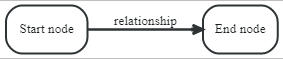 Start node
relationship
End node